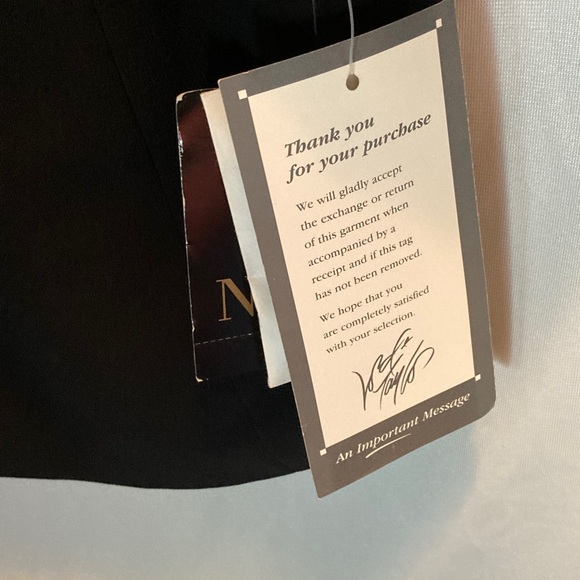 Thank you
for your purchase
We will gladly accept
the exchange or return
of this garment when
accompanied by a
receipt and if this tag
has not been removed.
We hope that you
are completely satisfied
with your selection.
Lord &
Taylor
An Important Message
N